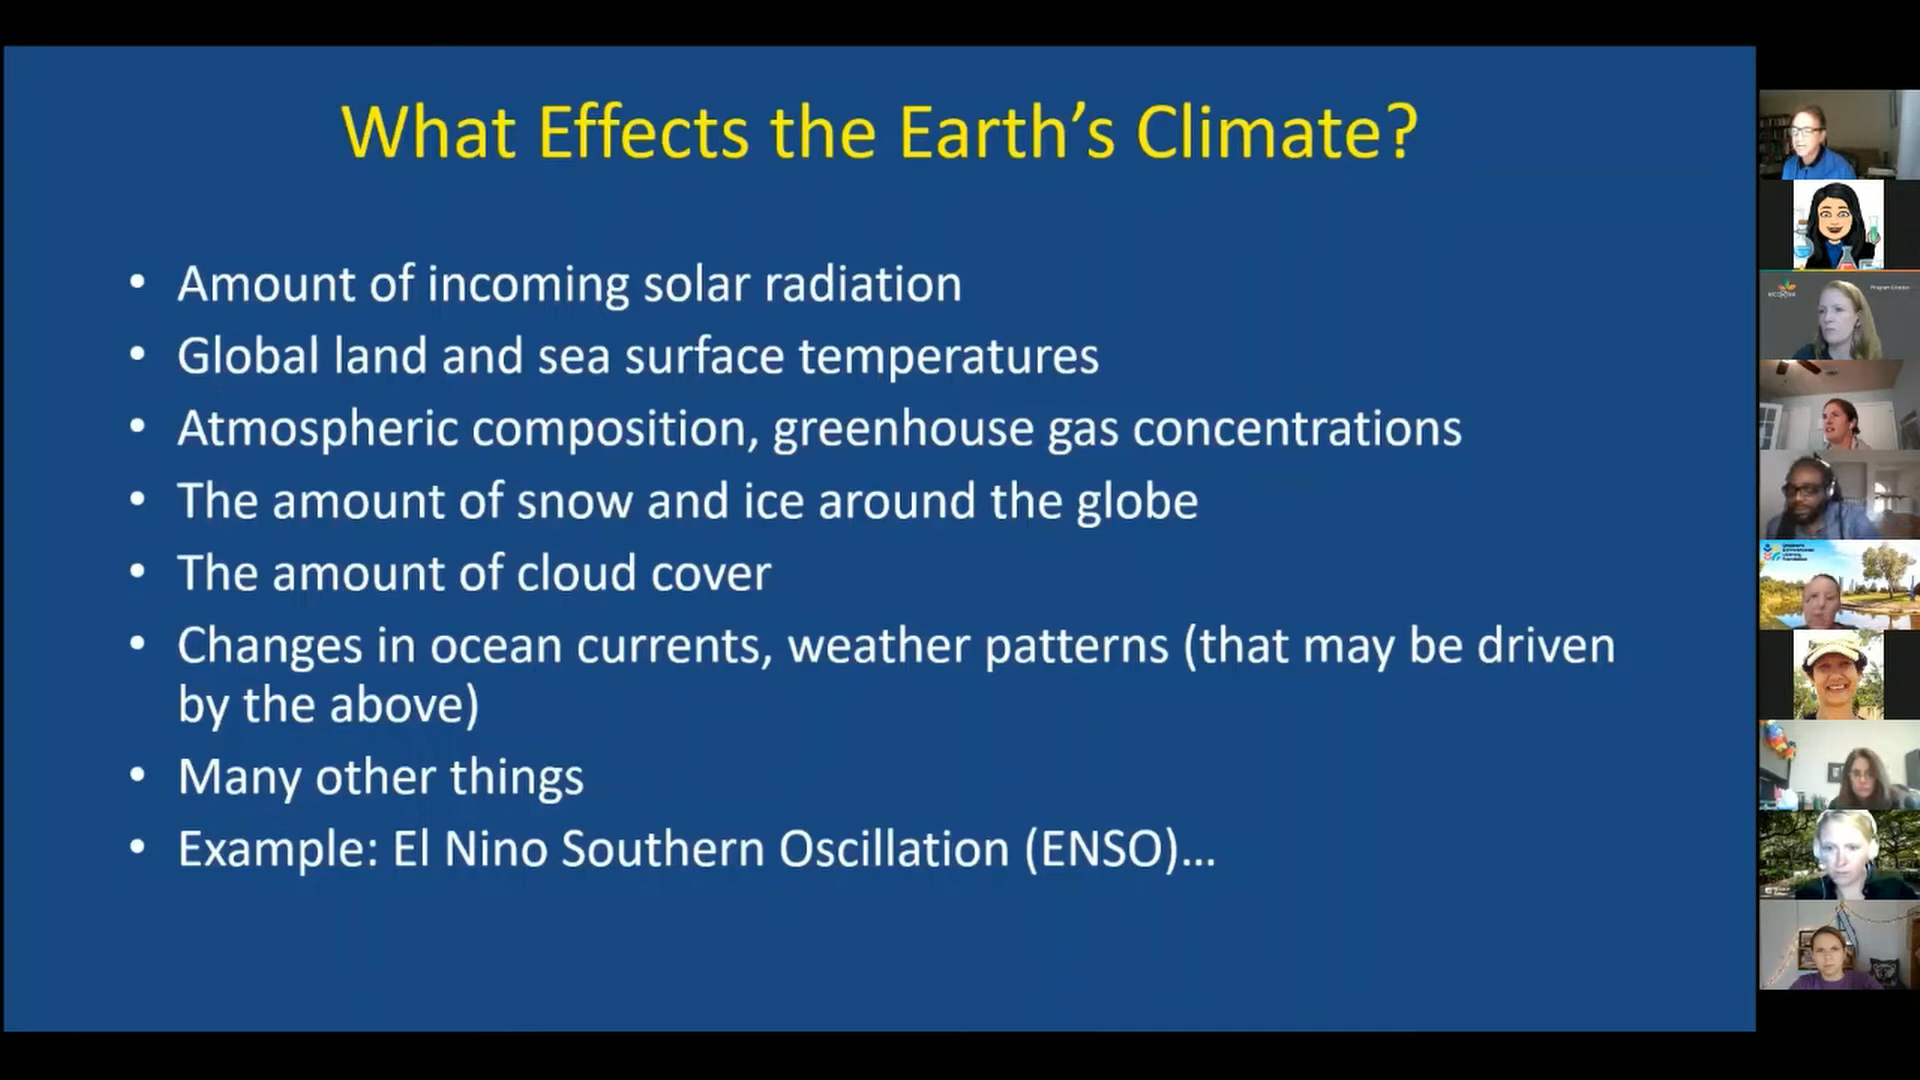 What Effects the Earth’s Climate?
• Amount of incoming solar radiation
• Global land and sea surface temperatures
• Atmospheric composition, greenhouse gas concentrations
• The amount of snow and ice around the globe
• The amount of cloud cover
• Changes in ocean currents, weather patterns (that may be driven
by the above)
• Many other things
• Example: El Nino Southern Oscillation (ENSO)...